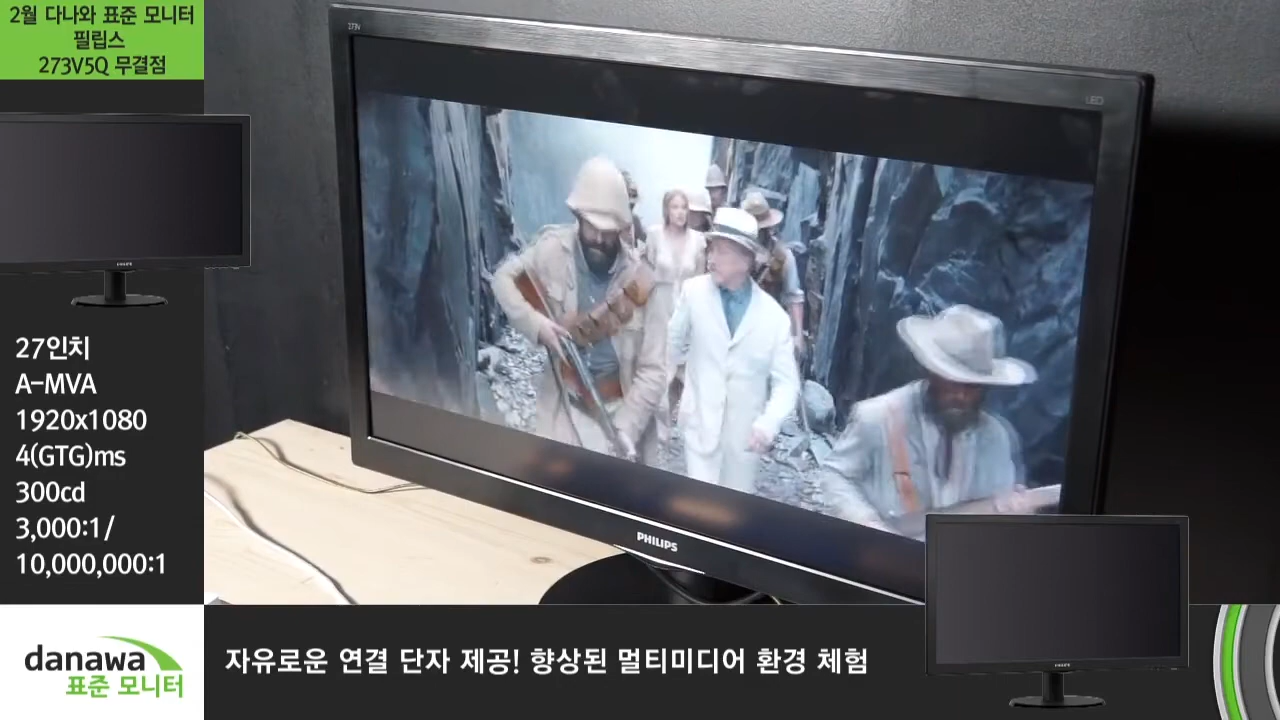 2월 다나와 표준 모니터
필립스
273V5Q 무결점
27인치
A-MVA
1920x1080
4(GTG)ms
300cd
3,000:1/
10,000,000:1
danawa
표준 모니터
자유로운 연결 단자 제공! 향상된 멀티미디어 환경 체험
LED
PHILIPS
PHILIPS
PHILIPS